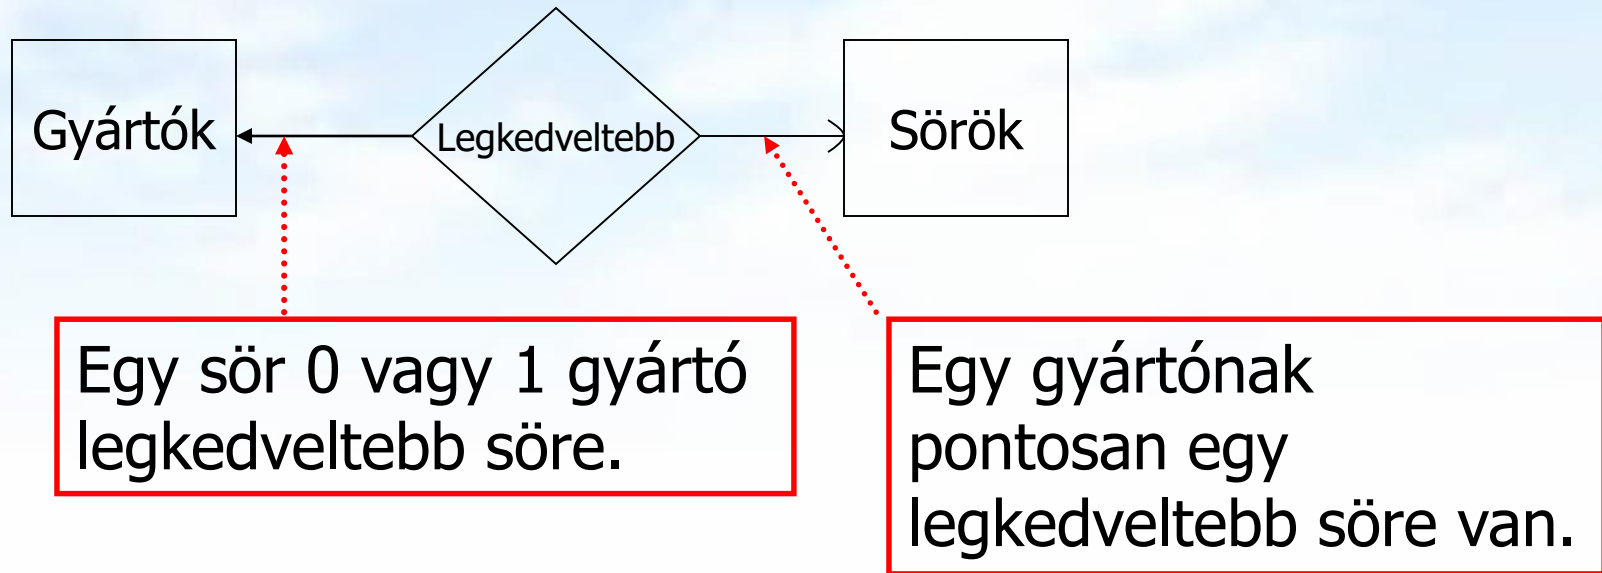 Gyártók
Legkedveltebb
Sörök
Egy sör 0 vagy 1 gyártó
legkedveltebb söre.
Egy gyártónak
pontosan egy
legkedveltebb söre van.